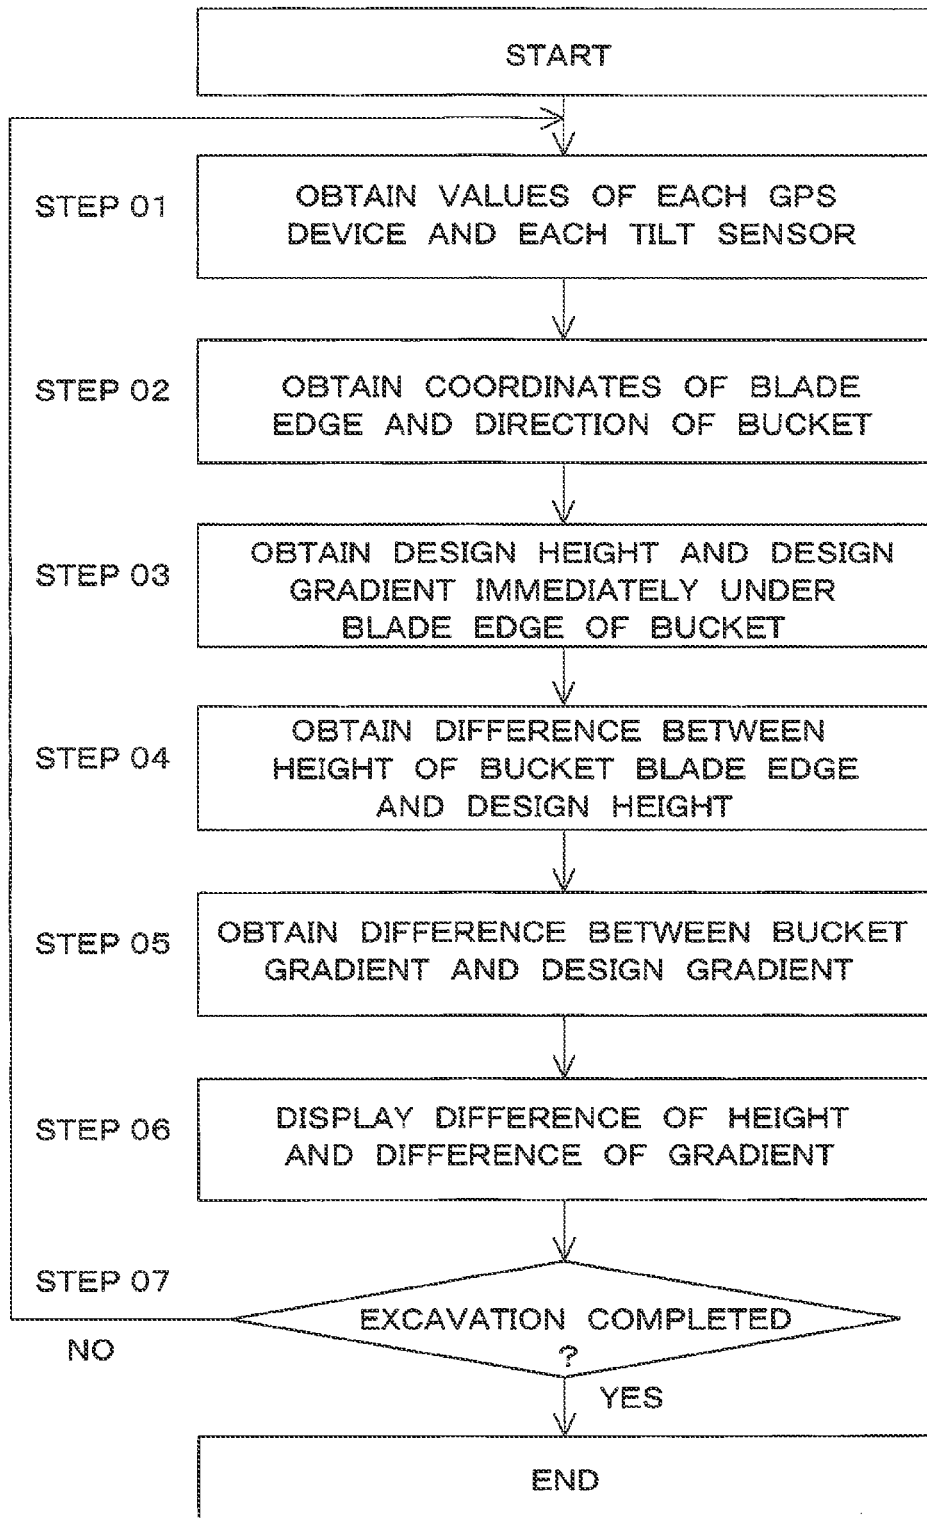 START
STEP 01
OBTAIN VALUES OF EACH GPS
DEVICE AND EACH TILT SENSOR
STEP 02
OBTAIN COORDINATES OF BLADE
EDGE AND DIRECTION OF BUCKET
STEP 03
OBTAIN DESIGN HEIGHT AND DESIGN
GRADIENT IMMEDIATELY UNDER
BLADE EDGE OF BUCKET
STEP 04
OBTAIN DIFFERENCE BETWEEN
HEIGHT OF BUCKET BLADE EDGE
AND DESIGN HEIGHT
STEP 05
OBTAIN DIFFERENCE BETWEEN BUCKET
GRADIENT AND DESIGN GRADIENT
STEP 06
DISPLAY DIFFERENCE OF HEIGHT
AND DIFFERENCE OF GRADIENT
STEP 07
EXCAVATION COMPLETED
?
NO
YES
END